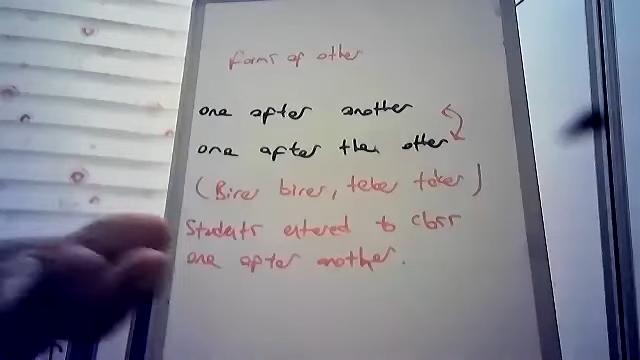 forms of other
one after another
one after the other
(Birer birer, teker teker)
Students entered to class
one after another.